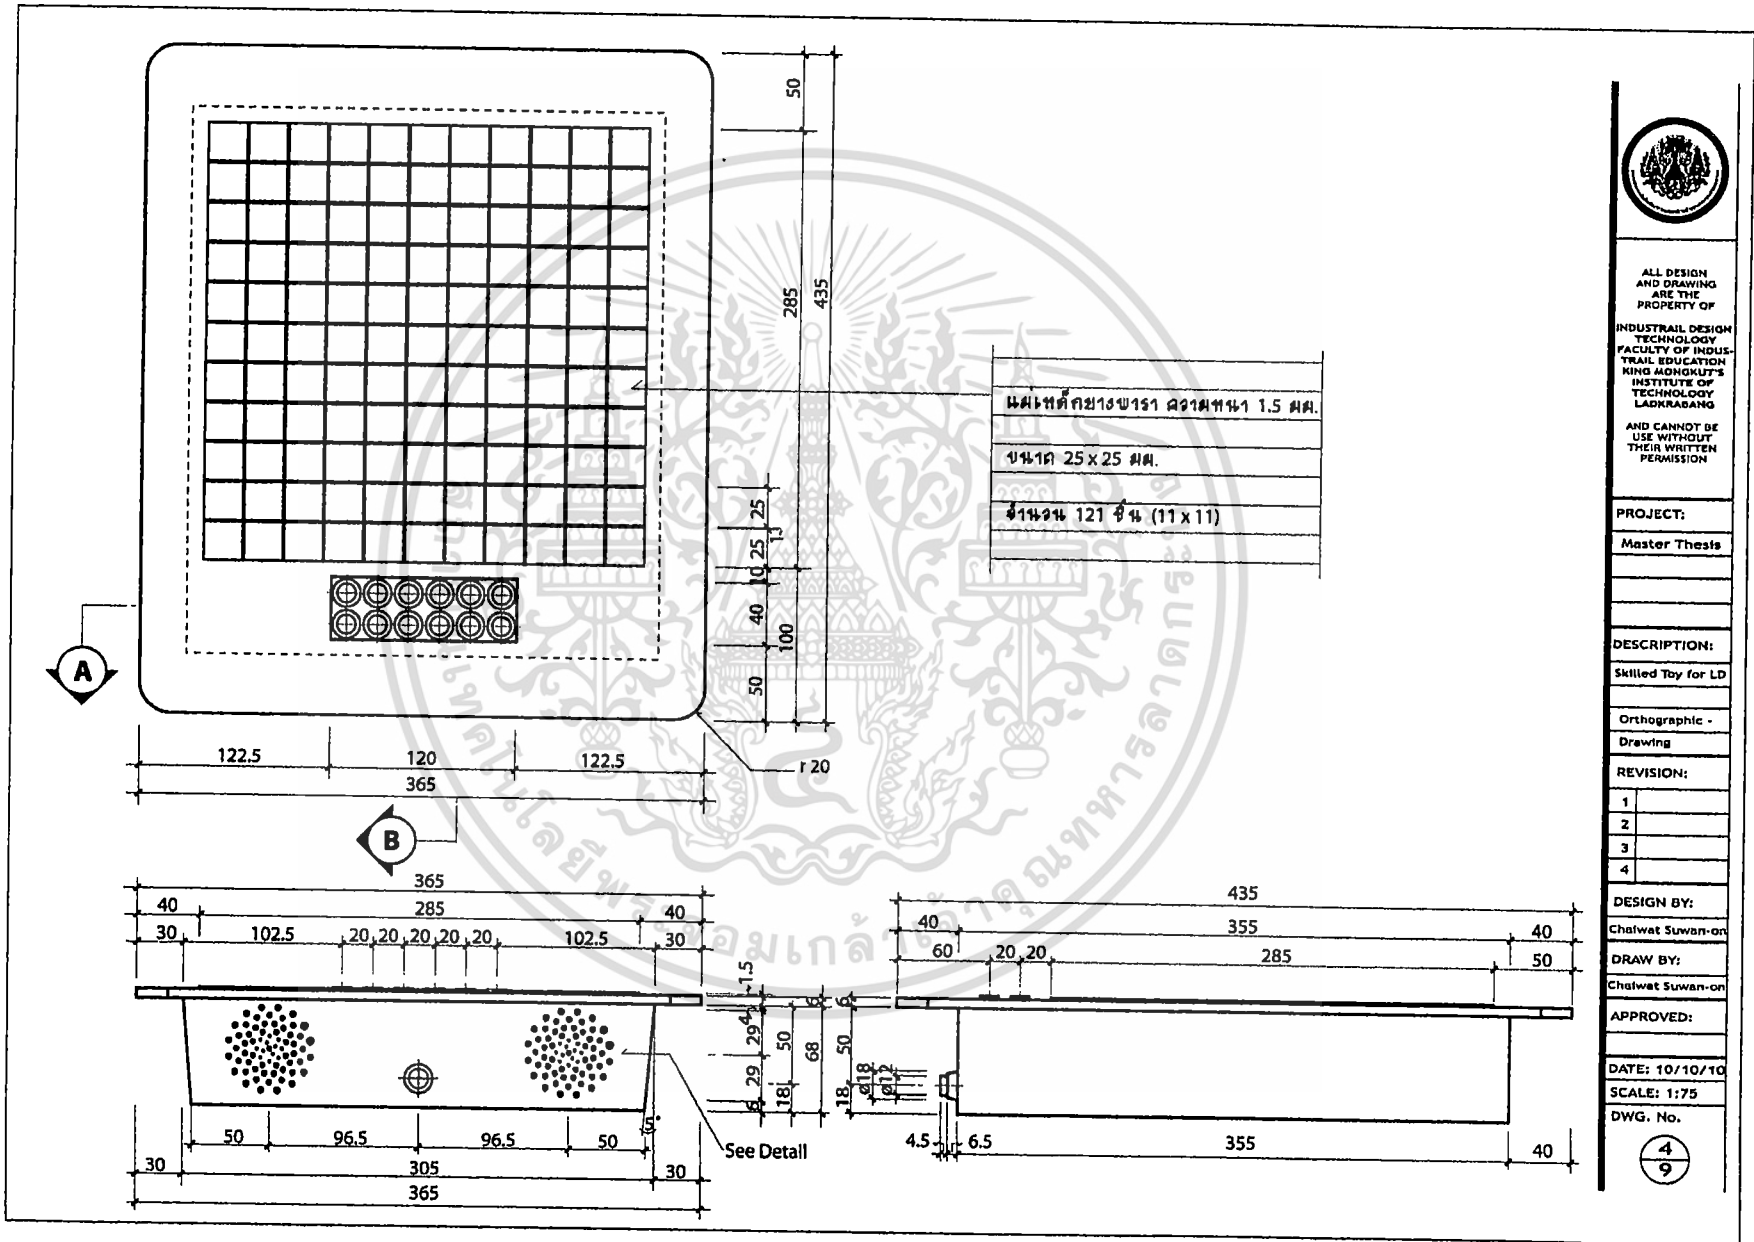 50
285
435
25
13
25
10
40
100
50
A
122.5
120
122.5
365
r 20
B
แม่เหล็กยางพารา ความหนา 1.5 มม.
ขนาด 25 x 25 มม.
จำนวน 121 ชิ้น (11 x 11)
365
40 285 40
30 102.5 20 20 20 20 20 102.5 30
1.5
6
4
29
50
68
29
18
6
5°
50 96.5 96.5 50
30 305 30
365
See Detail
435
40 355 40
60 20 20 285 50
6
50
18
ø18
ø12
4.5 6.5 355 40
ALL DESIGN
AND DRAWING
ARE THE
PROPERTY OF
INDUSTRAIL DESIGN
TECHNOLOGY
FACULTY OF INDUS-
TRAIL EDUCATION
KING MONGKUT'S
INSTITUTE OF
TECHNOLOGY
LADKRABANG
AND CANNOT BE
USE WITHOUT
THEIR WRITTEN
PERMISSION
PROJECT:
Master Thesis
DESCRIPTION:
Skilled Toy for LD
Orthographic -
Drawing
REVISION:
1
2
3
4
DESIGN BY:
Chaiwat Suwan-on
DRAW BY:
Chaiwat Suwan-on
APPROVED:
DATE: 10/10/10
SCALE: 1:75
DWG. No.
4
9